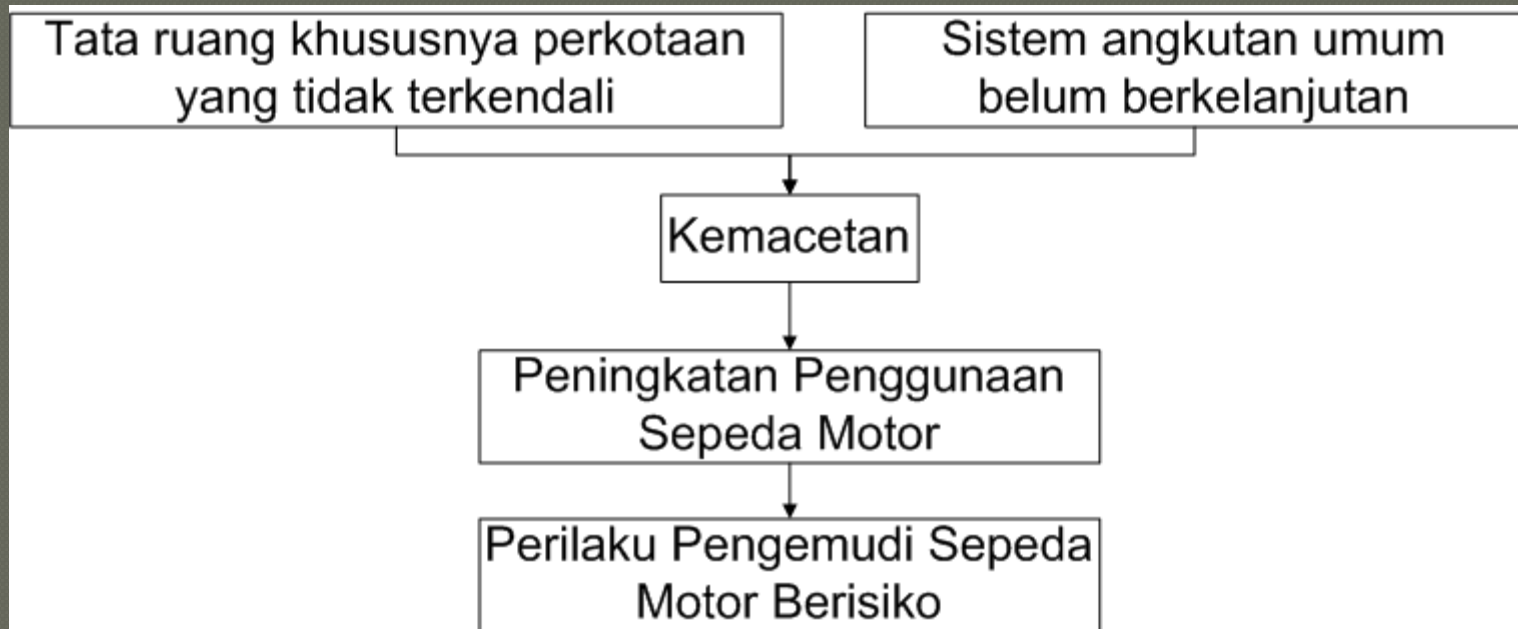 Tata ruang khususnya perkotaan
yang tidak terkendali
Sistem angkutan umum
belum berkelanjutan
Kemacetan
Peningkatan Penggunaan
Sepeda Motor
Perilaku Pengemudi Sepeda
Motor Berisiko